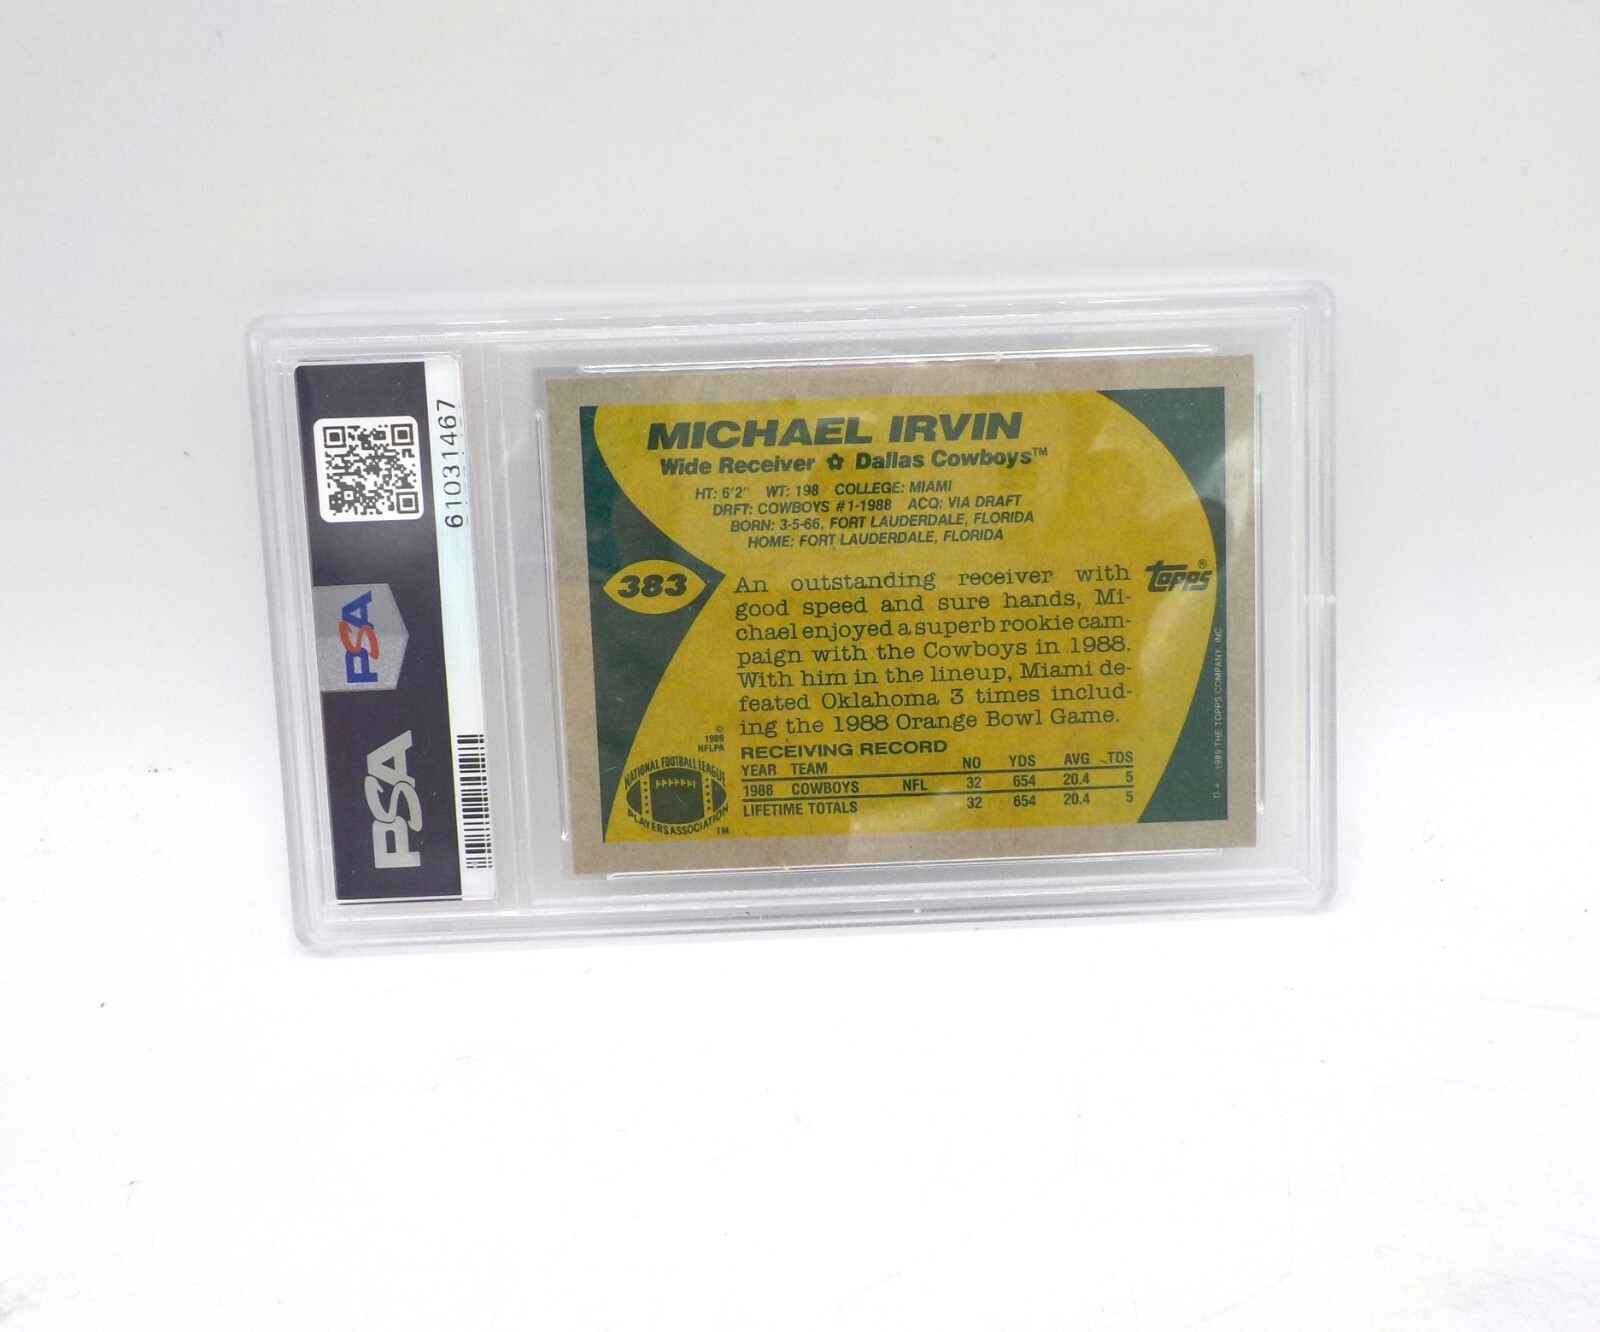 61031467
PSA
PSA
MICHAEL IRVIN
Wide Receiver ✿ Dallas Cowboys™
HT: 6'2" WT: 198 COLLEGE: MIAMI
DRFT: COWBOYS #1-1988 ACQ: VIA DRAFT
BORN: 3-5-66, FORT LAUDERDALE, FLORIDA
HOME: FORT LAUDERDALE, FLORIDA
383
An outstanding receiver with
good speed and sure hands, Mi-
chael enjoyed a superb rookie cam-
paign with the Cowboys in 1988.
With him in the lineup, Miami de-
feated Oklahoma 3 times includ-
ing the 1988 Orange Bowl Game.
topps®
©
1989
NFLPA
NATIONAL FOOTBALL LEAGUE
PLAYERS ASSOCIATION
TM
RECEIVING RECORD
YEAR TEAM NO YDS AVG TDS
1988 COWBOYS NFL 32 654 20.4 5
LIFETIME TOTALS 32 654 20.4 5
D * 1989 THE TOPPS COMPANY, INC.